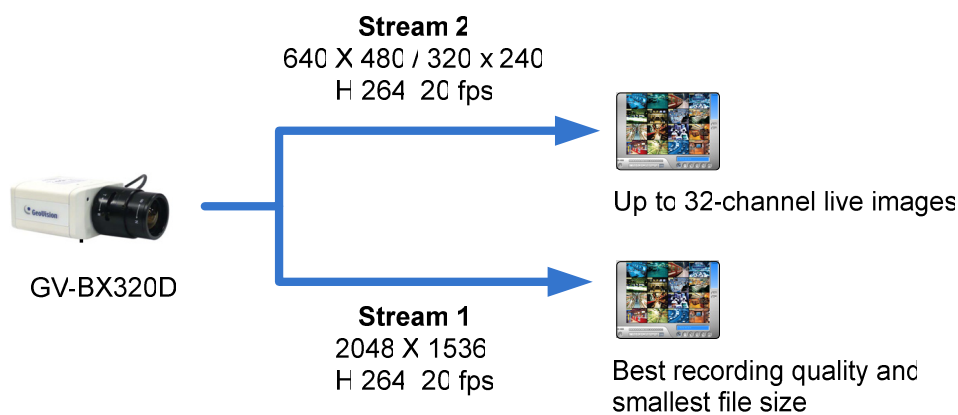 Stream 2
640 X 480 / 320 x 240
H 264 20 fps
GeoVision
Up to 32-channel live images
GV-BX320D
Stream 1
2048 X 1536
H 264 20 fps
Best recording quality and
smallest file size